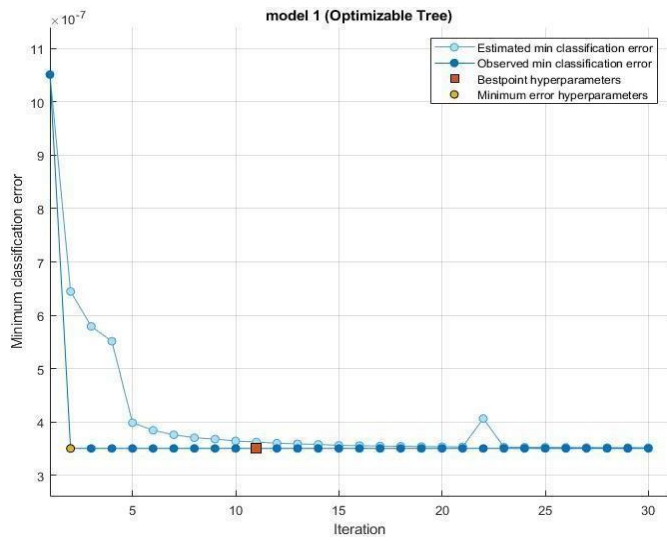 model 1 (Optimizable Tree)
×10⁻⁷
11
10
9
8
7
6
5
4
3
Minimum classification error
Estimated min classification error
Observed min classification error
Bestpoint hyperparameters
Minimum error hyperparameters
5 10 15 20 25 30
Iteration